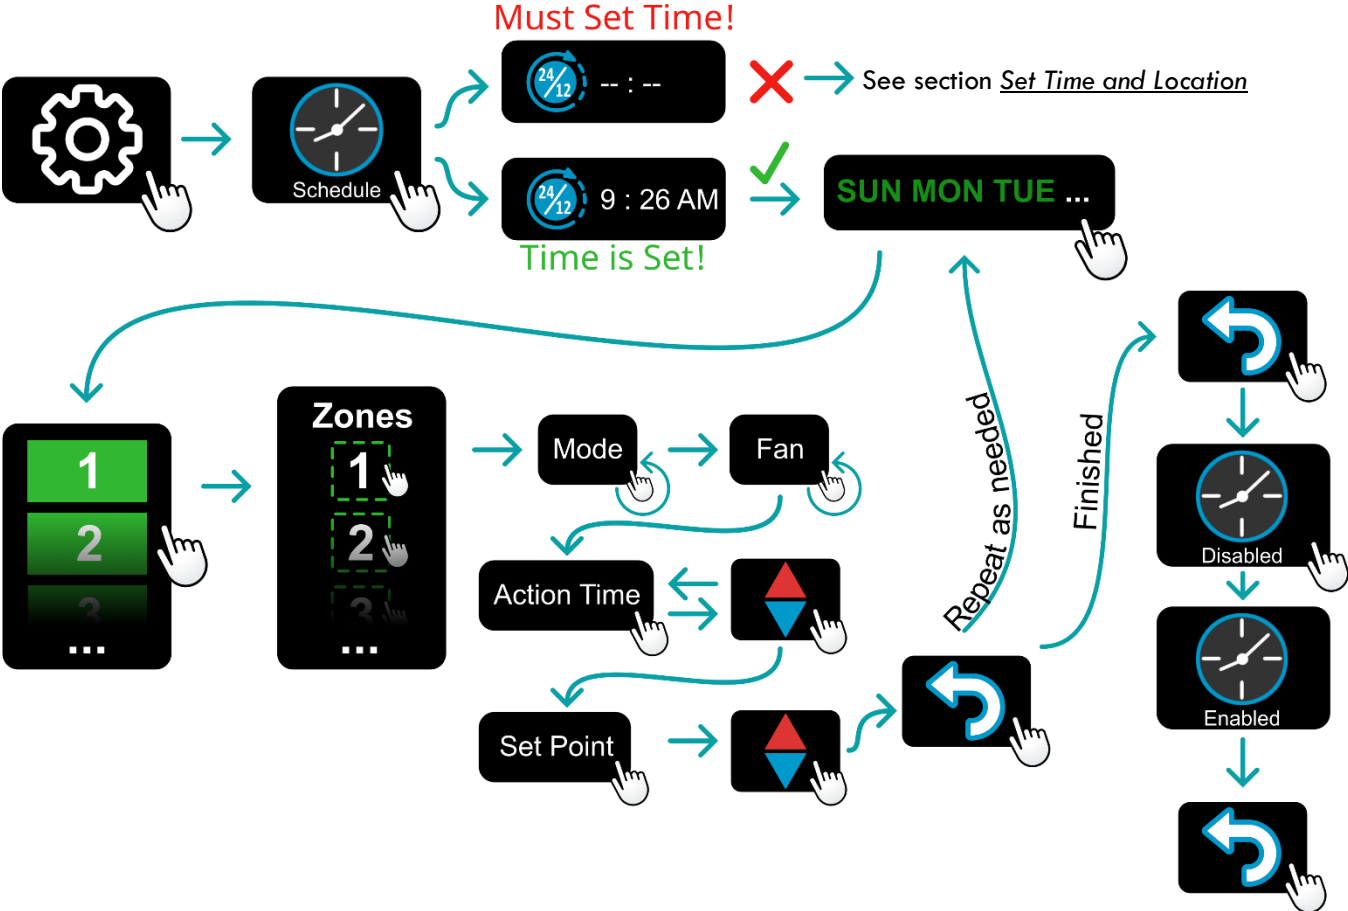 Must Set Time!
24/12
-- : --
See section Set Time and Location
Schedule
24/12
9 : 26 AM
SUN MON TUE ...
Time is Set!
1
2
3
...
Zones
1
2
3
...
Mode
Fan
Action Time
Set Point
Repeat as needed
Finished
Disabled
Enabled